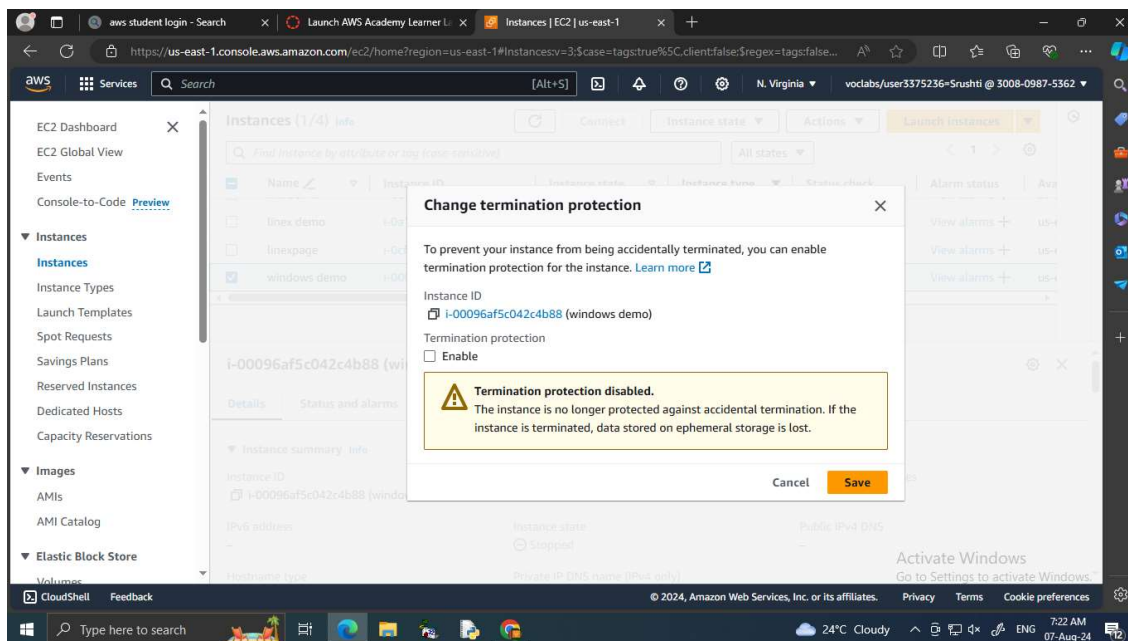 aws student login - Search
Launch AWS Academy Learner L
Instances | EC2 | us-east-1
https://us-east-1.console.aws.amazon.com/ec2/home?region=us-east-1#Instances:v=3;$case=tags:true%5C,client:false;$regex=tags:false...
aws
Services
Search
[Alt+S]
N. Virginia
voclabs/user3375236=Srushti @ 3008-0987-5362
EC2 Dashboard
EC2 Global View
Events
Console-to-Code Preview
Instances
Instances
Instance Types
Launch Templates
Spot Requests
Savings Plans
Reserved Instances
Dedicated Hosts
Capacity Reservations
Images
AMIs
AMI Catalog
Elastic Block Store
Volumes
Instances (1/4) Info
Connect
Instance state
Actions
Launch instances
Find Instance by attribute or tag (case-sensitive)
All states
1
Name
Instance ID
Instance state
Instance type
Status check
Alarm status
Ava
linex demo
View alarms +
linexpage
View alarms +
windows demo
View alarms +
Change termination protection
To prevent your instance from being accidentally terminated, you can enable
termination protection for the instance. Learn more
Instance ID
i-00096af5c042c4b88 (windows demo)
Termination protection
Enable
Termination protection disabled.
The instance is no longer protected against accidental termination. If the
instance is terminated, data stored on ephemeral storage is lost.
Cancel
Save
i-00096af5c042c4b88 (wi
Details
Status and alarms
Instance summary Info
Instance ID
i-00096af5c042c4b88 (windo
IPv6 address
–
Instance state
Stopped
Public IPv4 DNS
–
Hostname type
Private IP DNS name (IPv4 only)
Activate Windows
Go to Settings to activate Windows.
CloudShell
Feedback
© 2024, Amazon Web Services, Inc. or its affiliates.
Privacy
Terms
Cookie preferences
Type here to search
24°C Cloudy
ENG
7:22 AM
07-Aug-24